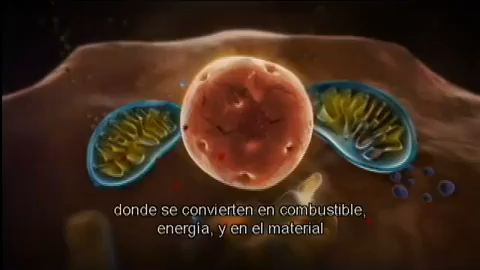 donde se convierten en combustible,
energía, y en el material